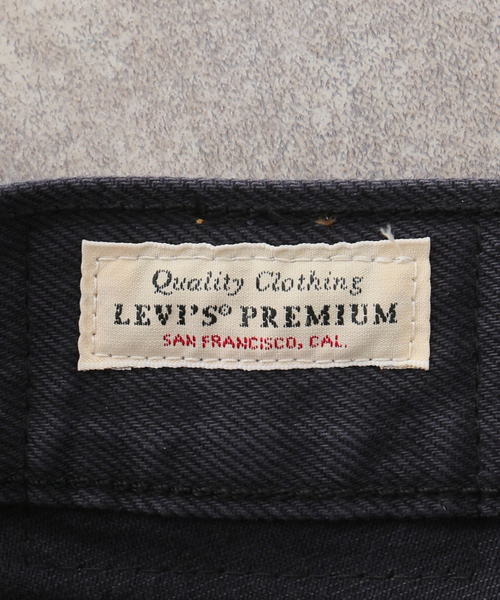 Quality Clothing
LEVI'S® PREMIUM
SAN FRANCISCO, CAL.